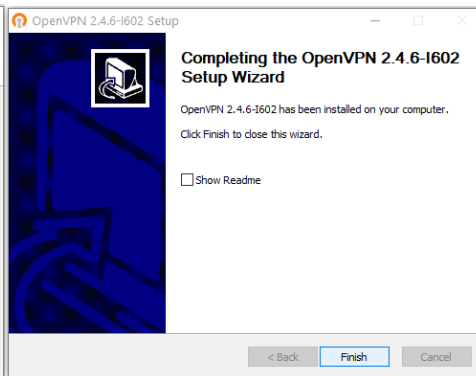 OpenVPN 2.4.6-I602 Setup
Completing the OpenVPN 2.4.6-I602
Setup Wizard
OpenVPN 2.4.6-I602 has been installed on your computer.
Click Finish to close this wizard.
Show Readme
< Back
Finish
Cancel